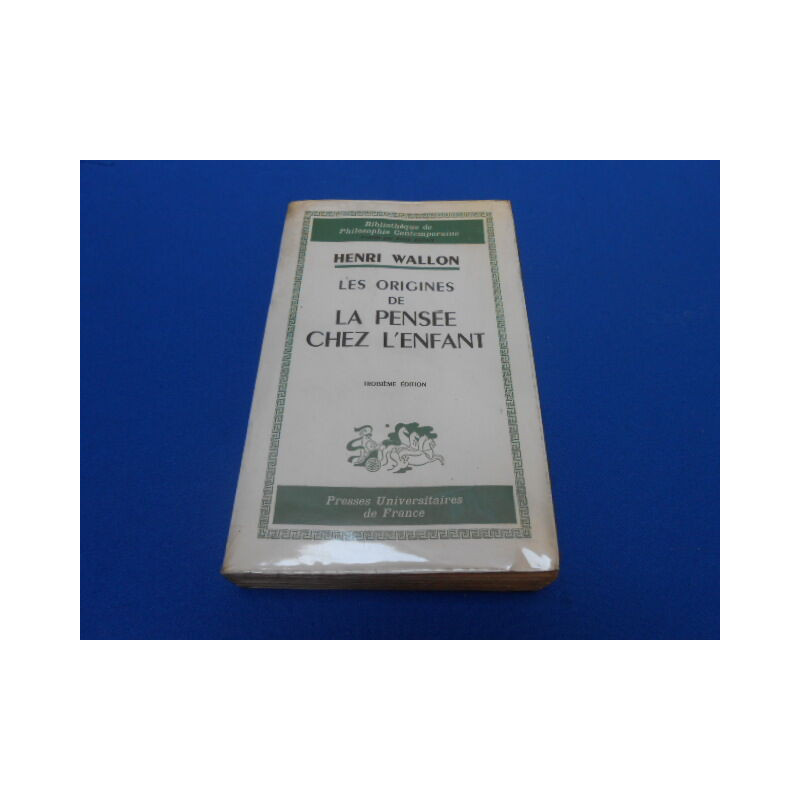 Bibliothèque de
Philosophie Contemporaine
HENRI WALLON
LES ORIGINES
DE
LA PENSÉE
CHEZ L'ENFANT
TROISIÈME ÉDITION
Presses Universitaires
de France